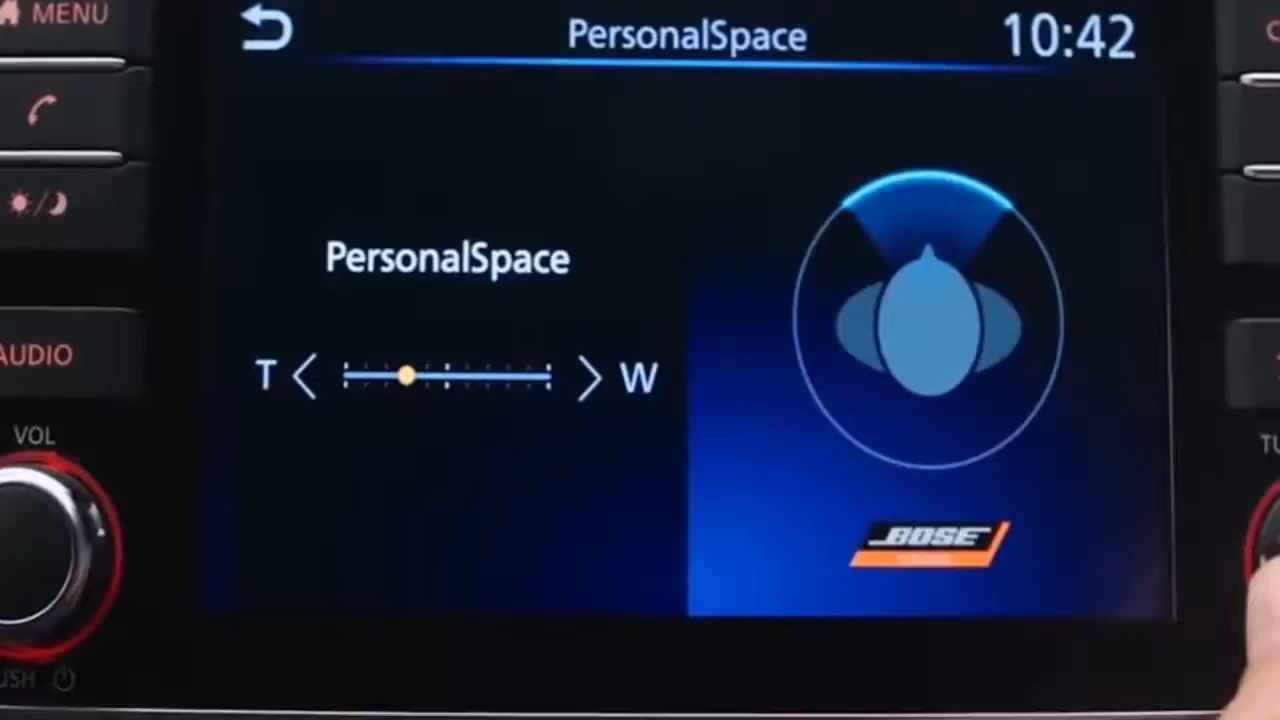 MENU
PersonalSpace
10:42
PersonalSpace
T
W
AUDIO
VOL
BOSE